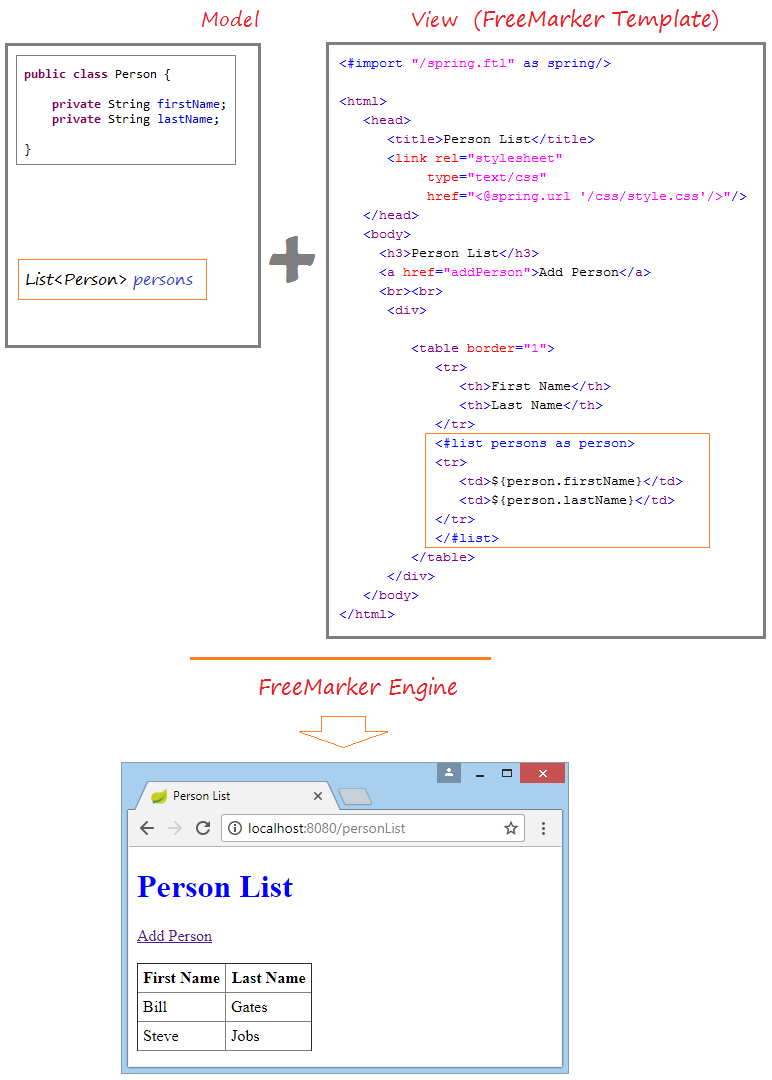 Model
public class Person {
private String firstName;
private String lastName;
}
List<Person> persons
View (FreeMarker Template)
<#import "/spring.ftl" as spring/>
<html>
<head>
<title>Person List</title>
<link rel="stylesheet"
type="text/css"
href="<@spring.url '/css/style.css'/>"/>
</head>
<body>
<h3>Person List</h3>
<a href="addPerson">Add Person</a>
<br><br>
<div>
<table border="1">
<tr>
<th>First Name</th>
<th>Last Name</th>
</tr>
<#list persons as person>
<tr>
<td>${person.firstName}</td>
<td>${person.lastName}</td>
</tr>
</#list>
</table>
</div>
</body>
</html>
FreeMarker Engine
Person List
localhost:8080/personList
Person List
Add Person
First Name Last Name
Bill Gates
Steve Jobs